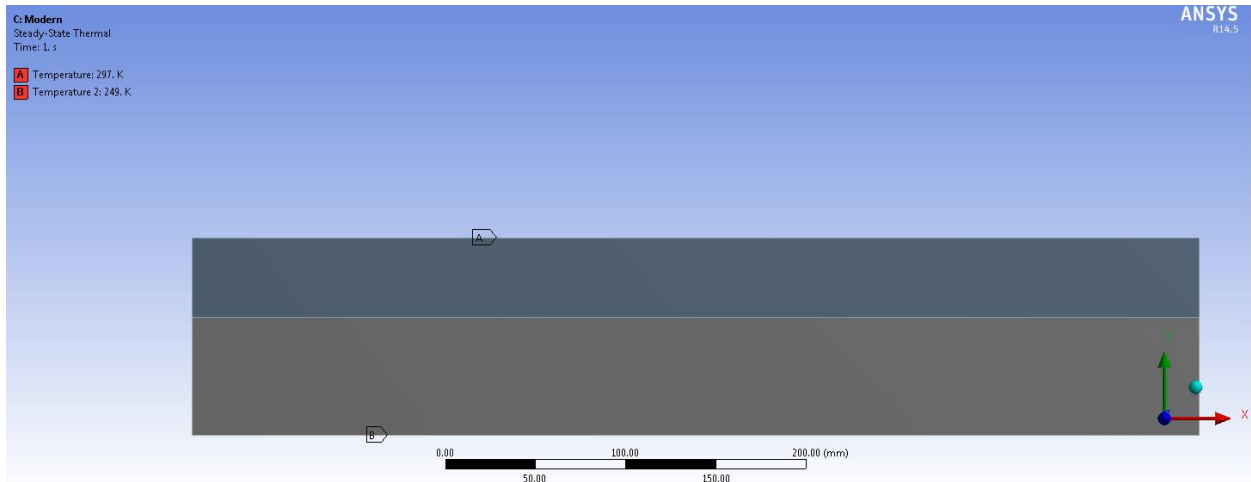 C: Modern
Steady-State Thermal
Time: 1. s
A Temperature: 297. K
B Temperature 2: 249. K
ANSYS
R14.5
A
B
X
0.00 100.00 200.00 (mm)
50.00 150.00